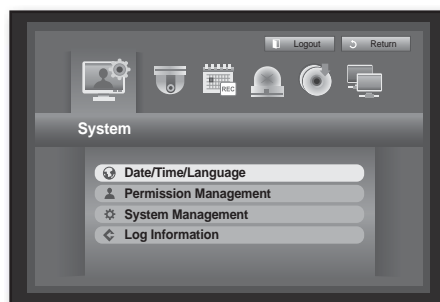 Logout Return
REC
System
Date/Time/Language
Permission Management
System Management
Log Information